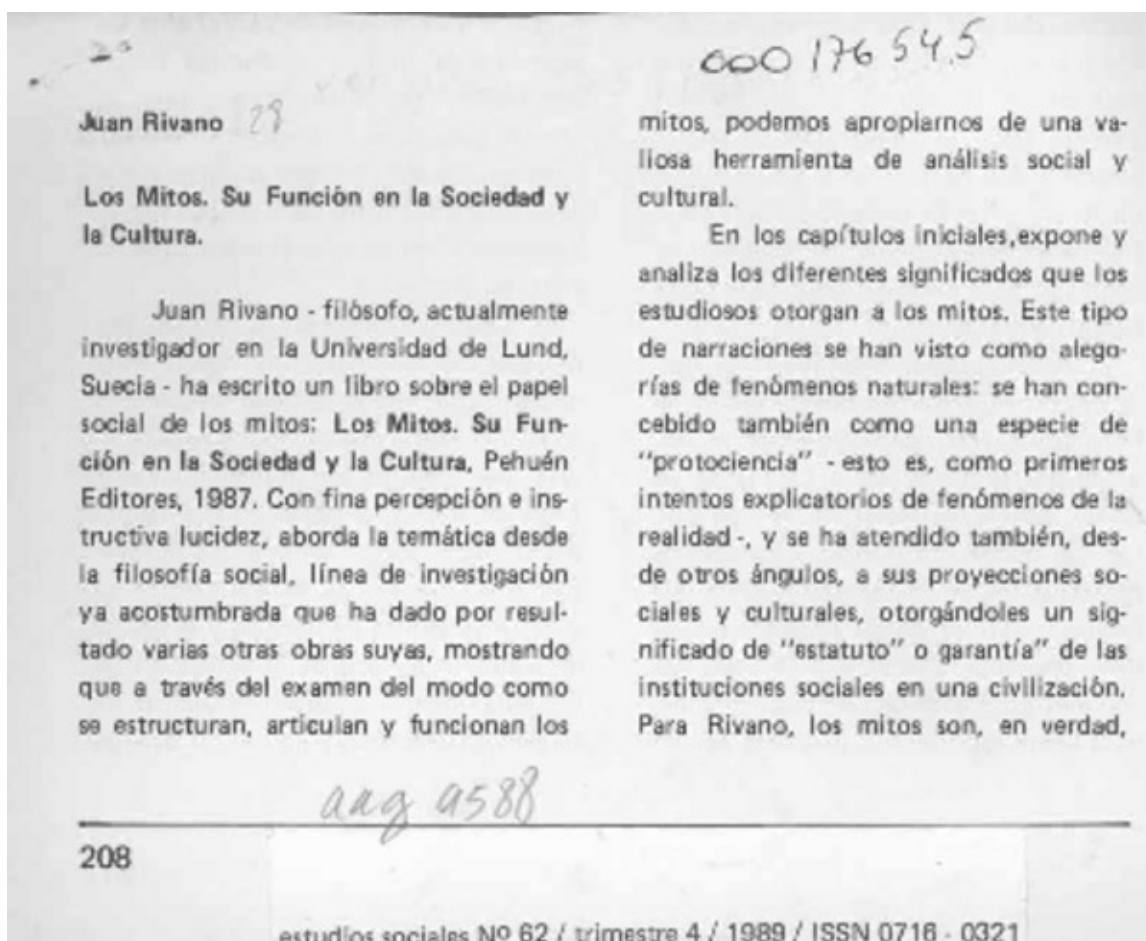 000 176 54.5
Juan Rivano 28
Los Mitos. Su Función en la Sociedad y
la Cultura.
Juan Rivano - filósofo, actualmente
investigador en la Universidad de Lund,
Suecia - ha escrito un libro sobre el papel
social de los mitos: Los Mitos. Su Fun-
ción en la Sociedad y la Cultura, Pehuén
Editores, 1987. Con fina percepción e ins-
tructiva lucidez, aborda la temática desde
la filosofía social, línea de investigación
ya acostumbrada que ha dado por resul-
tado varias otras obras suyas, mostrando
que a través del examen del modo como
se estructuran, articulan y funcionan los
mitos, podemos apropiarnos de una va-
liosa herramienta de análisis social y
cultural.
En los capítulos iniciales,expone y
analiza los diferentes significados que los
estudiosos otorgan a los mitos. Este tipo
de narraciones se han visto como alego-
rías de fenómenos naturales: se han con-
cebido también como una especie de
"protociencia" - esto es, como primeros
intentos explicatorios de fenómenos de la
realidad -, y se ha atendido también, des-
de otros ángulos, a sus proyecciones so-
ciales y culturales, otorgándoles un sig-
nificado de "estatuto" o garantía" de las
instituciones sociales en una civilización.
Para Rivano, los mitos son, en verdad,
aag 9588
208
estudios sociales Nº 62 / trimestre 4 / 1989 / ISSN 0716 - 0321